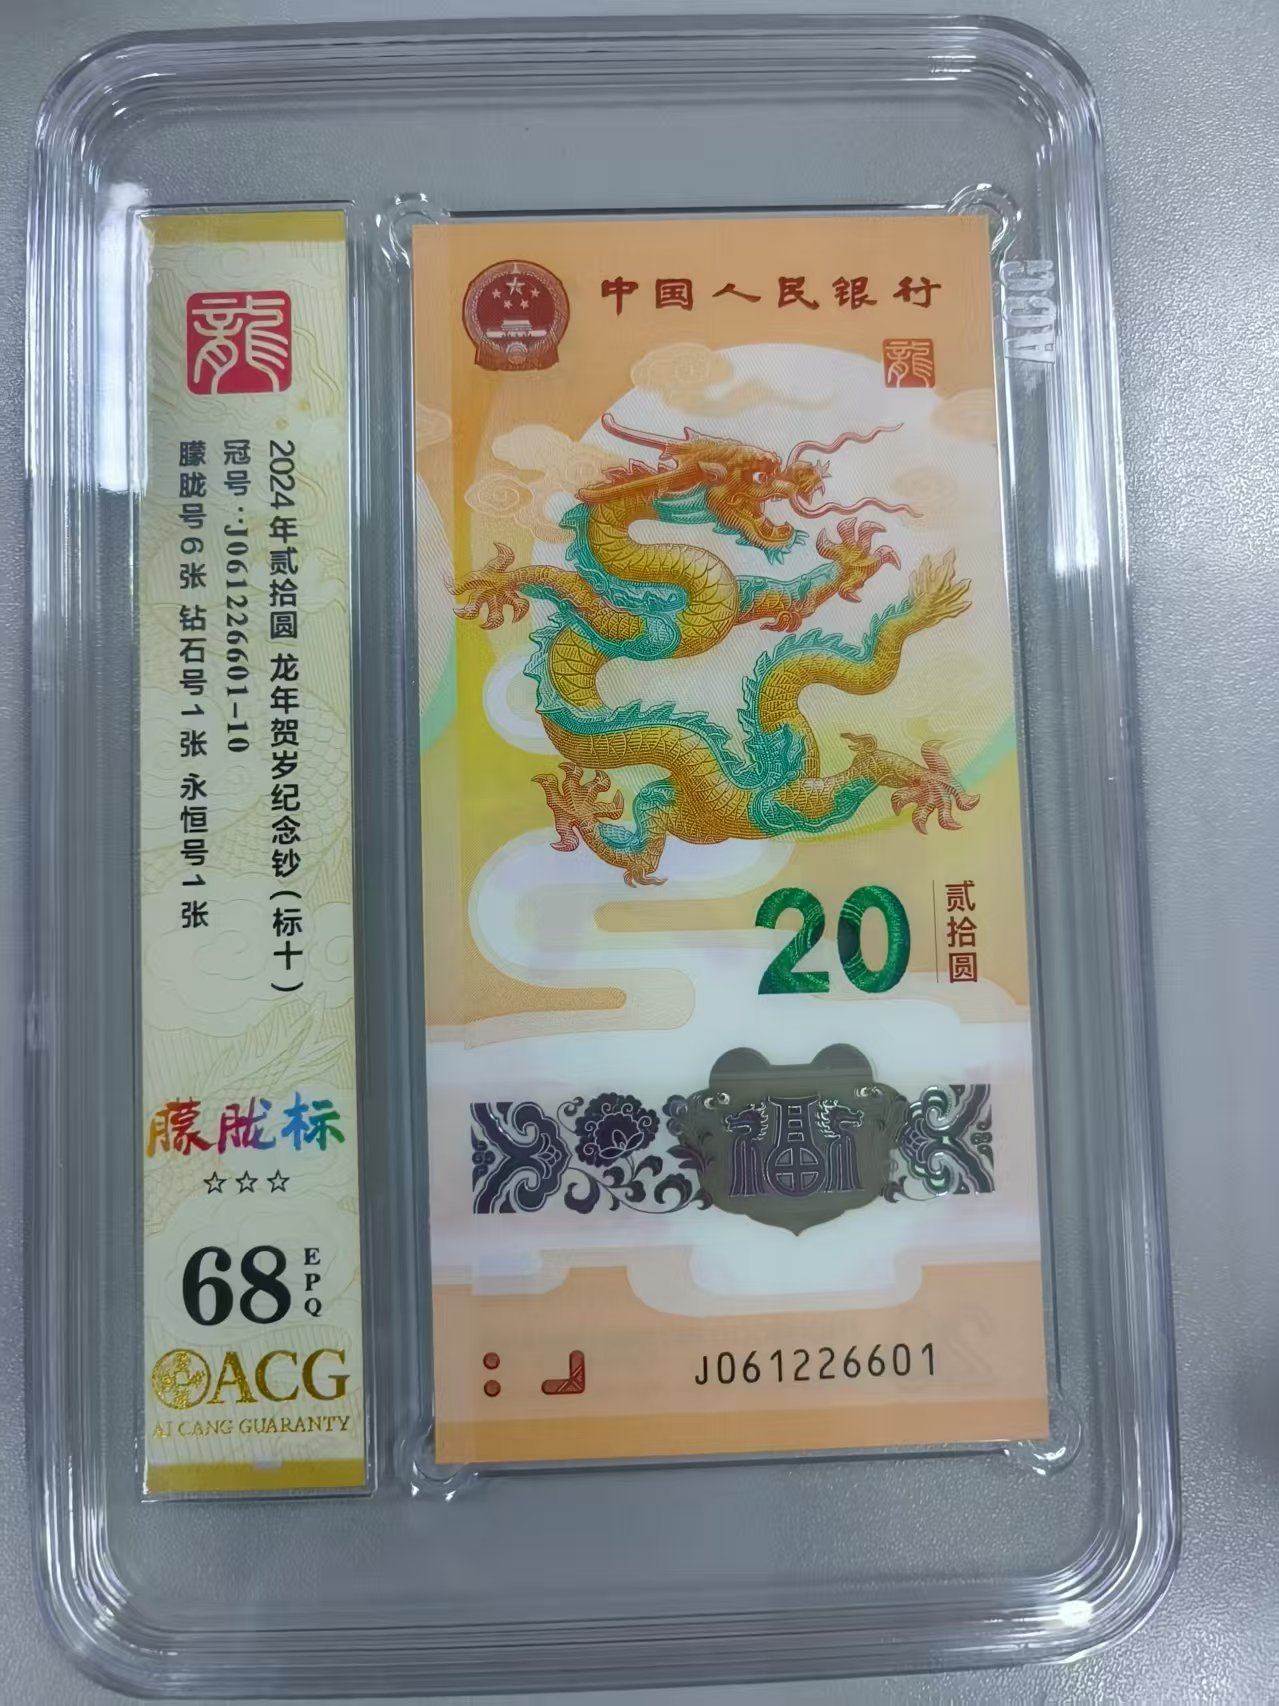 龍
2024年贰拾圆 龙年贺岁纪念钞(标十)
冠号:J061226601-10
朦胧号6张 钻石号1张 永恒号1张
朦胧标
☆☆☆
68
EPQ
ACG
AI CANG GUARANTY
中国人民银行
龍
20
贰拾圆
福
J061226601
ACG